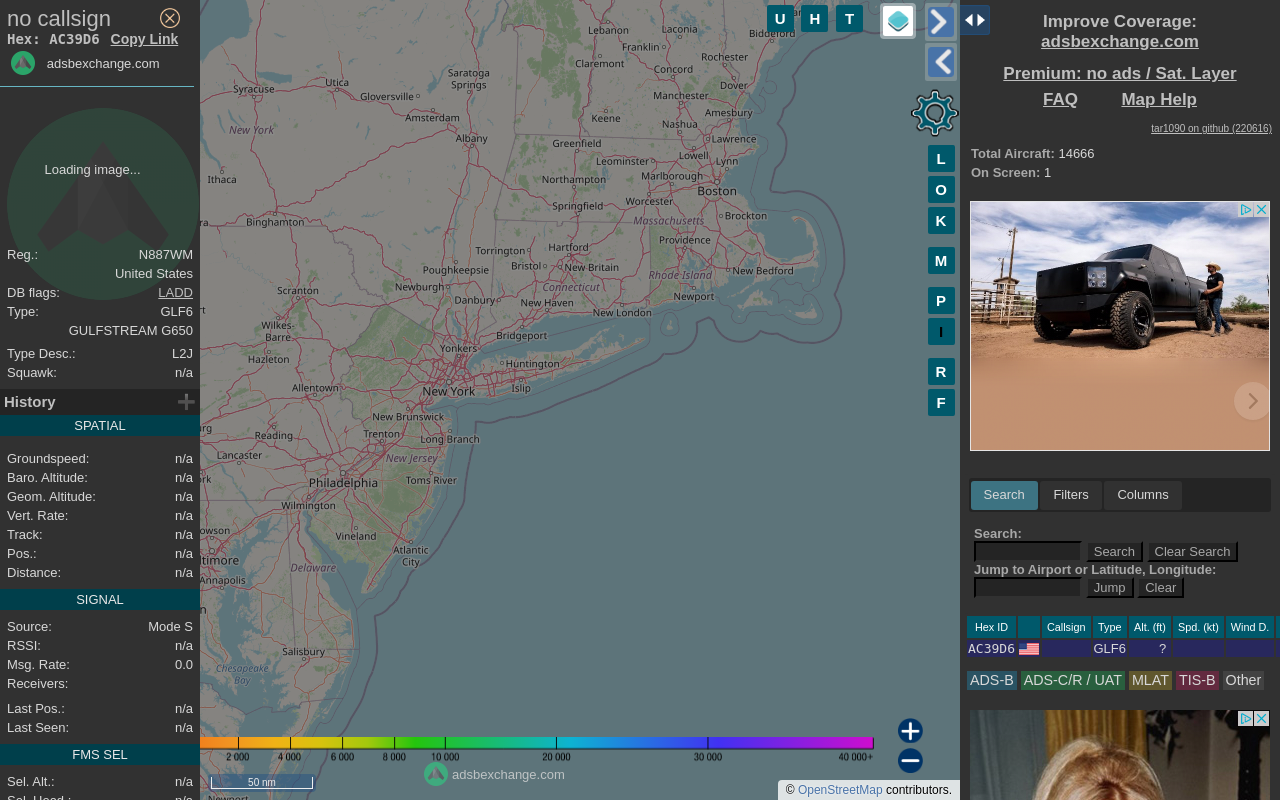 no callsign
Hex: AC39D6 Copy Link
adsbexchange.com
Loading image...
Reg.: N887WM
United States
DB flags: LADD
Type: GLF6
GULFSTREAM G650
Type Desc.: L2J
Squawk: n/a
History
SPATIAL
Groundspeed: n/a
Baro. Altitude: n/a
Geom. Altitude: n/a
Vert. Rate: n/a
Track: n/a
Pos.: n/a
Distance: n/a
SIGNAL
Source: Mode S
RSSI: n/a
Msg. Rate: 0.0
Receivers:
Last Pos.: n/a
Last Seen: n/a
FMS SEL
Sel. Alt.: n/a
U H T
L
O
K
M
P
I
R
F
Lebanon
Laconia
Biddeford
Franklin
Claremont
Rochester
Concord
Saratoga
Springs
Utica
Dover
Syracuse
Gloversville
Manchester
Amsterdam
Keene
Amesbury
Nashua
New York
Albany
Lawrence
Greenfield
Lowell
Leominster
Lynn
Ithaca
Northampton
Marlborough
Boston
Springfield
Worcester
Binghamton
Massachusetts
Brockton
Providence
Torrington
Hartford
Poughkeepsie
Bristol
New Britain
New Bedford
Rhode Island
Newburgh
Connecticut
Scranton
Danbury
New Haven
Newport
New London
Wilkes-
Barre
Bridgeport
Yonkers
Hazleton
Huntington
Allentown
New York
Islip
New Brunswick
Reading
Trenton
Long Branch
Lancaster
New Jersey
Philadelphia
Toms River
Wilmington
Vineland
Atlantic
City
Delaware
Annapolis
Salisbury
Chesapeake
Bay
2 000 4 000 6 000 8 000 10 000 20 000 30 000 40 000+
adsbexchange.com
50 nm
© OpenStreetMap contributors.
Improve Coverage:
adsbexchange.com
Premium: no ads / Sat. Layer
FAQ Map Help
tar1090 on github (220616)
Total Aircraft: 14666
On Screen: 1
Search Filters Columns
Search:
Search Clear Search
Jump to Airport or Latitude, Longitude:
Jump Clear
Hex ID Callsign Type Alt. (ft) Spd. (kt) Wind D.
AC39D6 GLF6 ?
ADS-B ADS-C/R / UAT MLAT TIS-B Other